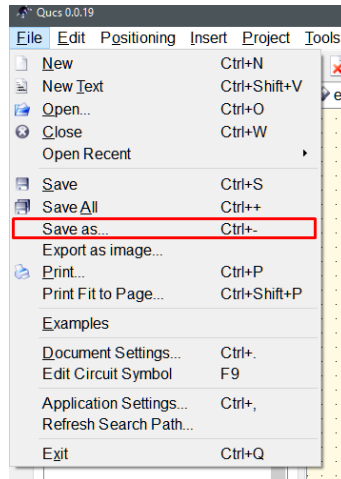 Qucs 0.0.19
File Edit Positioning Insert Project Tools
New Ctrl+N
New Text Ctrl+Shift+V
Open... Ctrl+O
Close Ctrl+W
Open Recent
Save Ctrl+S
Save All Ctrl++
Save as... Ctrl+-
Export as image...
Print... Ctrl+P
Print Fit to Page... Ctrl+Shift+P
Examples
Document Settings... Ctrl+.
Edit Circuit Symbol F9
Application Settings... Ctrl+,
Refresh Search Path...
Exit Ctrl+Q